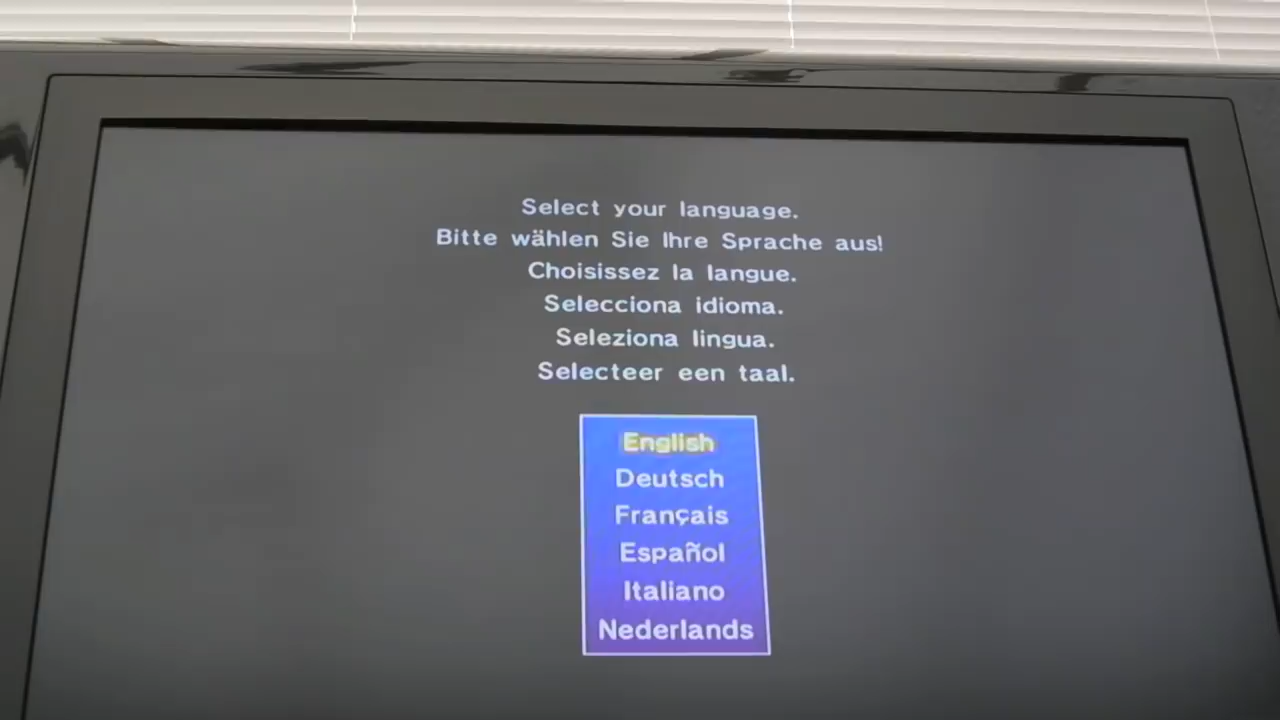 Select your language.
Bitte wählen Sie Ihre Sprache aus!
Choisissez la langue.
Selecciona idioma.
Seleziona lingua.
Selecteer een taal.
English
Deutsch
Français
Español
Italiano
Nederlands